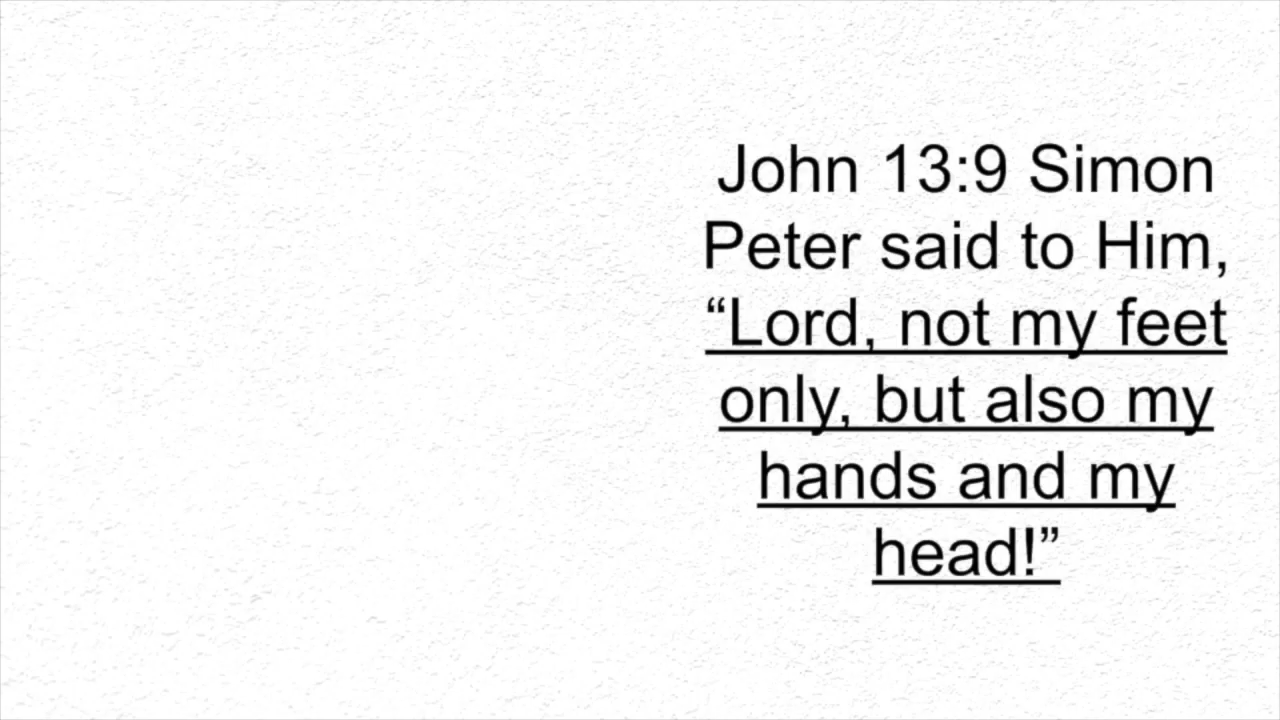 John 13:9 Simon
Peter said to Him,
“Lord, not my feet
only, but also my
hands and my
head!”